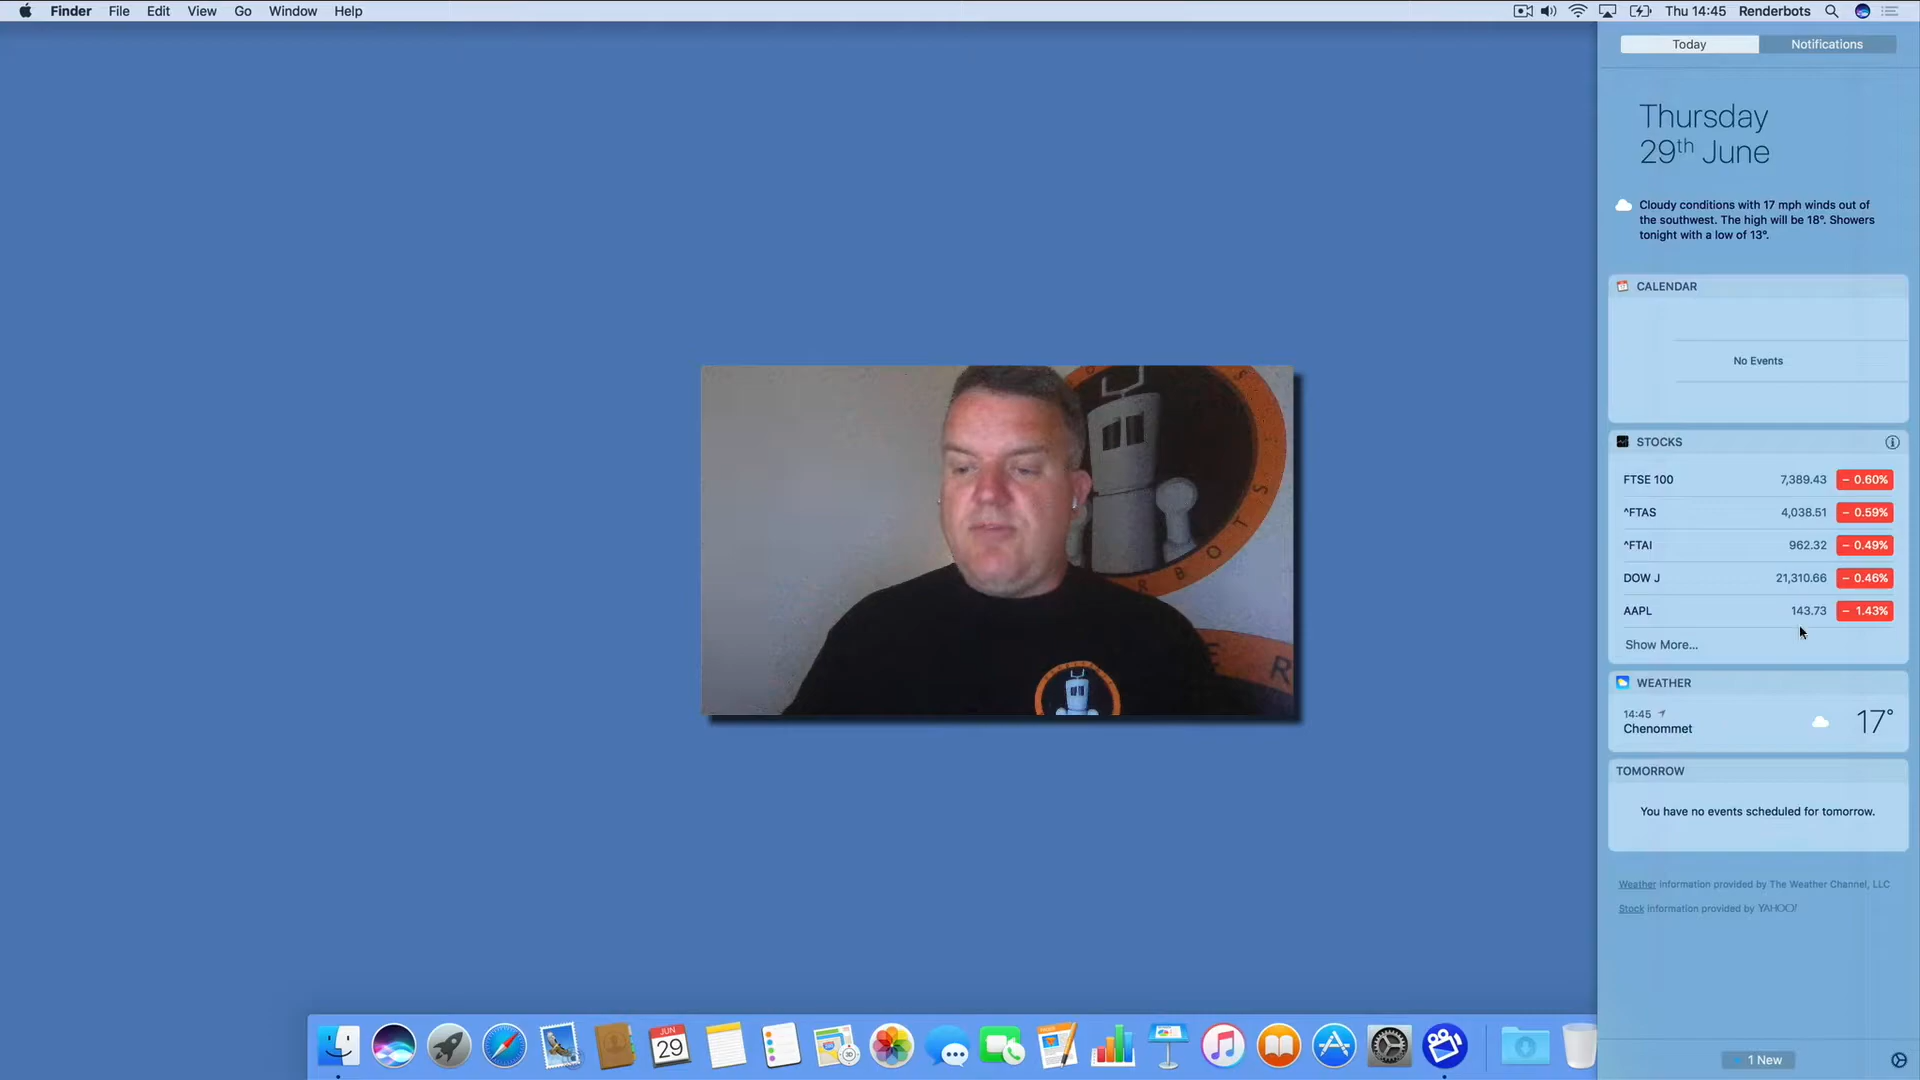 Finder File Edit View Go Window Help
Thu 14:45 Renderbots
Today Notifications
Thursday
29th June
Cloudy conditions with 17 mph winds out of
the southwest. The high will be 18°. Showers
tonight with a low of 13°.
CALENDAR
No Events
STOCKS
FTSE 100 7,389.43 − 0.60%
^FTAS 4,038.51 − 0.59%
^FTAI 962.32 − 0.49%
DOW J 21,310.66 − 0.46%
AAPL 143.73 − 1.43%
Show More...
WEATHER
14:45
Chenommet
17°
TOMORROW
You have no events scheduled for tomorrow.
Weather information provided by The Weather Channel, LLC
Stock information provided by YAHOO!
JUN
29
1 New